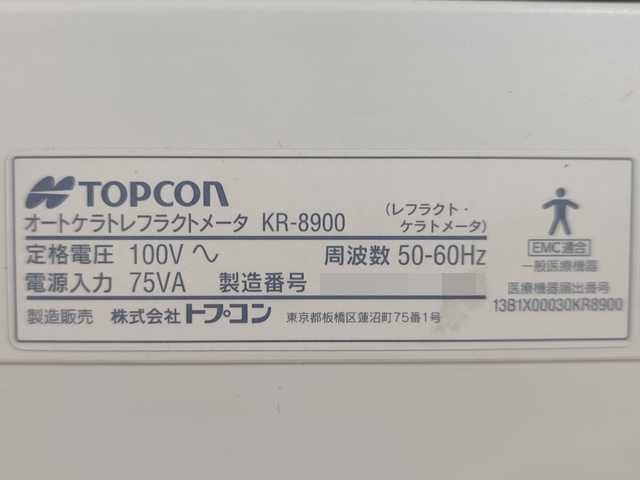 TOPCON
オートケラトレフラクトメータ KR-8900 (レフラクト・ケラトメータ)
定格電圧 100V〜 周波数 50-60Hz
電源入力 75VA 製造番号
製造販売 株式会社トプコン 東京都板橋区蓮沼町75番1号
EMC適合
一般医療機器
医療機器届出番号
13B1X00030KR8900